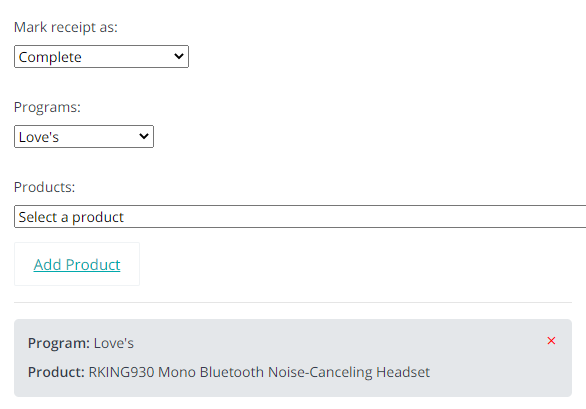 Mark receipt as:
Complete
Programs:
Love's
Products:
Select a product
Add Product
Program: Love's
×
Product: RKING930 Mono Bluetooth Noise-Canceling Headset